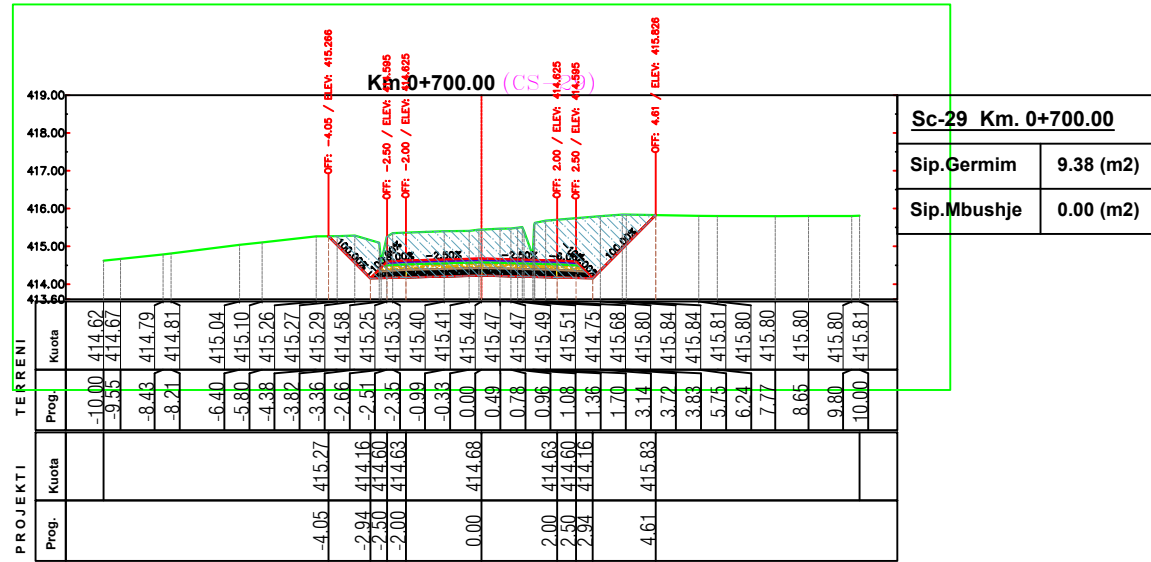 Km 0+700.00 (CS-29)
OFF: -4.05 / ELEV: 415.266
OFF: -2.50 / ELEV: 414.595
OFF: -2.00 / ELEV: 414.625
OFF: 2.00 / ELEV: 414.625
OFF: 2.50 / ELEV: 414.595
OFF: 4.61 / ELEV: 415.826
419.00
418.00
417.00
416.00
415.00
414.00
413.60
100.00%
-2.50%
-2.50%
100.00%
Sc-29 Km. 0+700.00
Sip.Germim 9.38 (m2)
Sip.Mbushje 0.00 (m2)
TERRENI
Kuota 414.62 414.67 414.79 414.81 415.04 415.10 415.26 415.27 415.29 414.58 415.25 415.35 415.40 415.41 415.44 415.47 415.47 415.49 415.51 414.75 415.68 415.80 415.84 415.84 415.81 415.80 415.80 415.80 415.80 415.81
Prog. -10.00 -9.55 -8.43 -8.21 -6.40 -5.80 -4.38 -3.82 -3.36 -2.66 -2.51 -2.35 -0.99 -0.33 0.00 0.49 0.78 0.96 1.08 1.36 1.70 3.14 3.72 3.83 5.75 6.24 7.77 8.65 9.80 10.00
PROJEKTI
Kuota 415.27 414.16 414.60 414.63 414.68 414.63 414.60 414.16 415.83
Prog. -4.05 -2.94 -2.50 -2.00 0.00 2.00 2.50 2.94 4.61